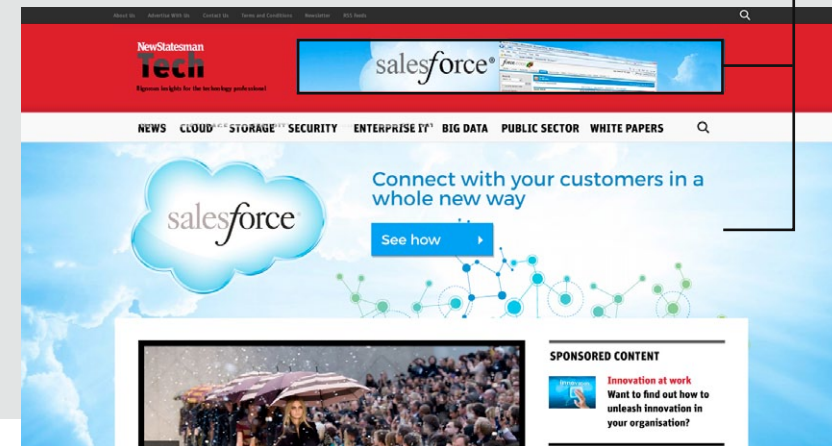 About Us Advertise With Us Contact Us Terms and Conditions Newsletter RSS Feeds
NewStatesman
Tech
Rigorous insights for the technology professional
salesforce®
NEWS CLOUD STORAGE SECURITY ENTERPRISE IT BIG DATA PUBLIC SECTOR WHITE PAPERS
salesforce
Connect with your customers in a
whole new way
See how
SPONSORED CONTENT
Innovation at work
Want to find out how to
unleash innovation in
your organisation?